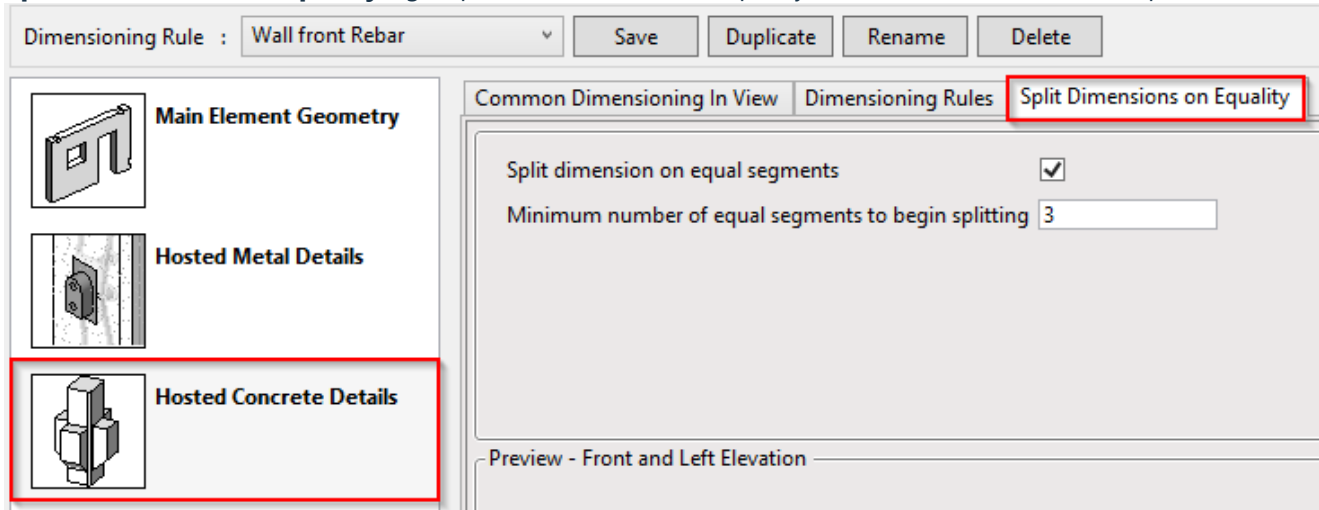 Dimensioning Rule : Wall front Rebar Save Duplicate Rename Delete
Main Element Geometry
Hosted Metal Details
Hosted Concrete Details
Common Dimensioning In View Dimensioning Rules Split Dimensions on Equality
Split dimension on equal segments
Minimum number of equal segments to begin splitting 3
Preview - Front and Left Elevation